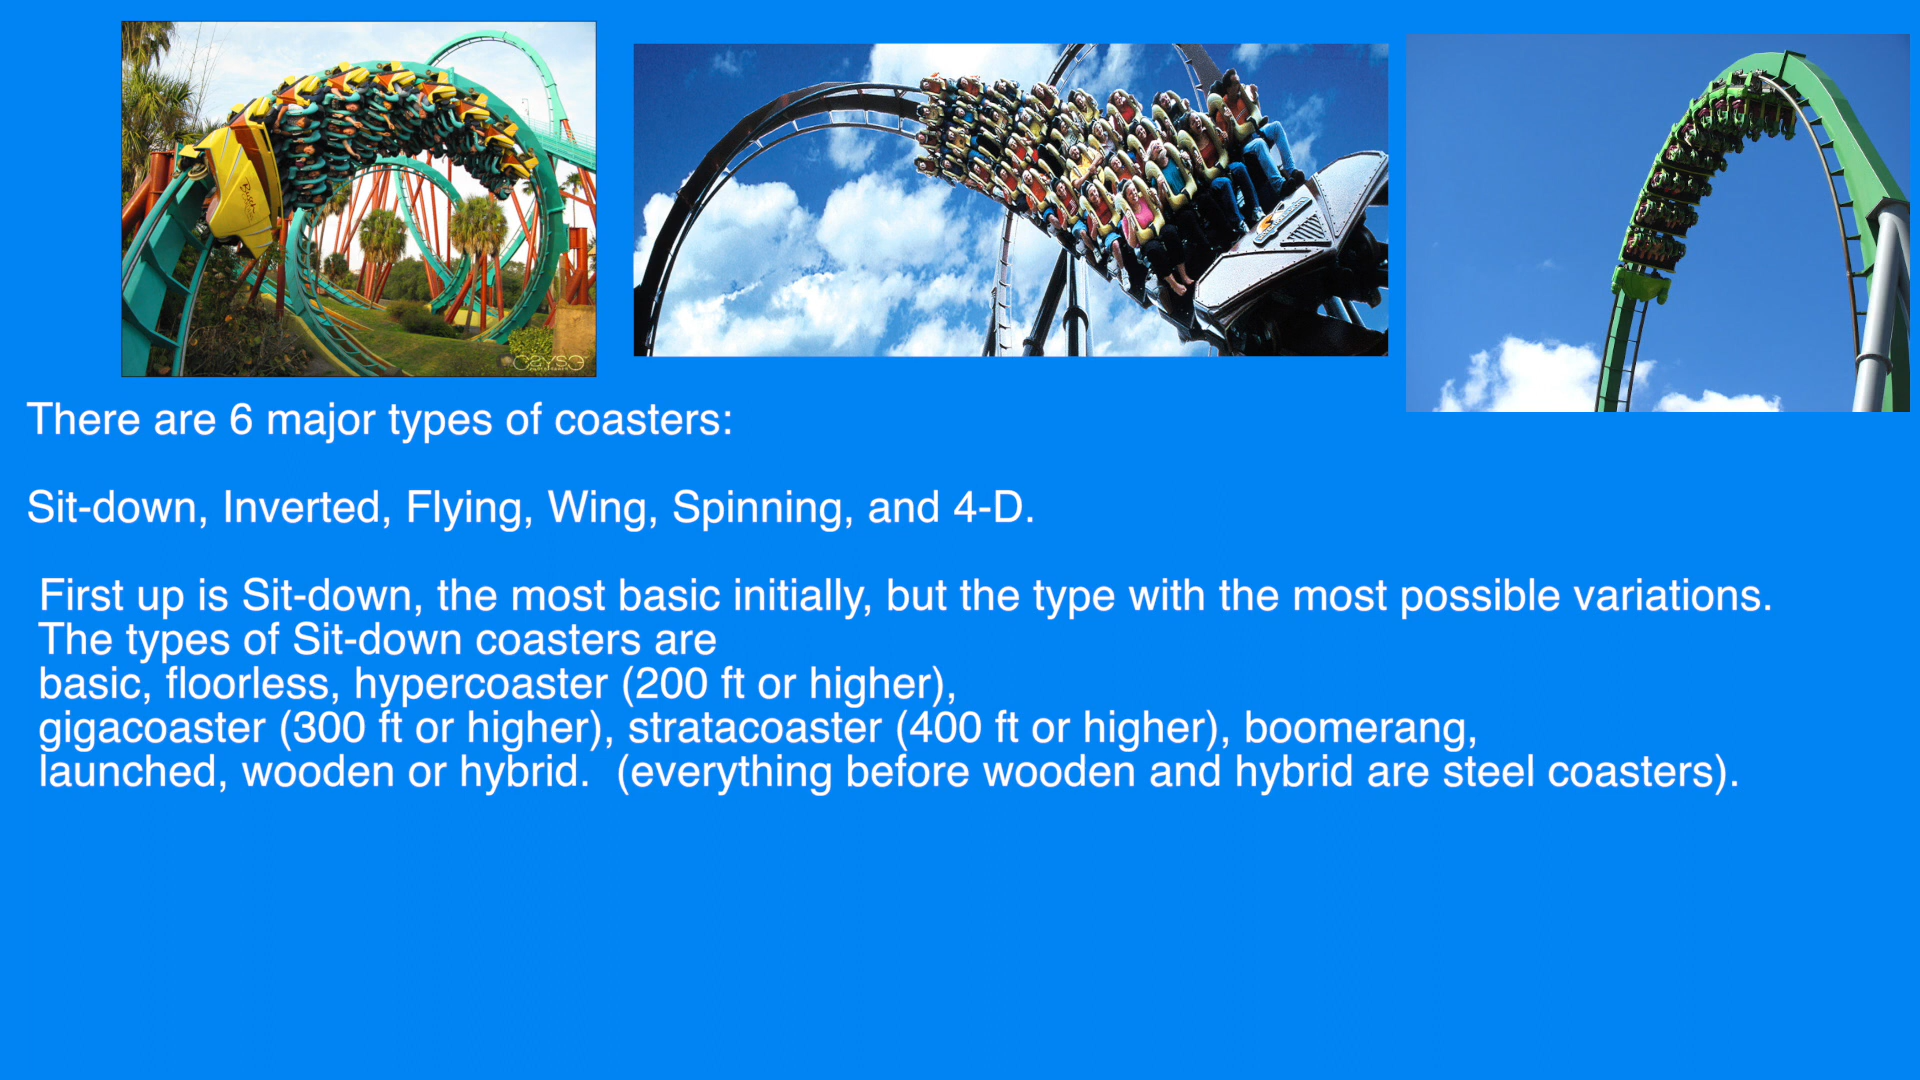 There are 6 major types of coasters:
Sit-down, Inverted, Flying, Wing, Spinning, and 4-D.
First up is Sit-down, the most basic initially, but the type with the most possible variations.
The types of Sit-down coasters are
basic, floorless, hypercoaster (200 ft or higher),
gigacoaster (300 ft or higher), stratacoaster (400 ft or higher), boomerang,
launched, wooden or hybrid.  (everything before wooden and hybrid are steel coasters).